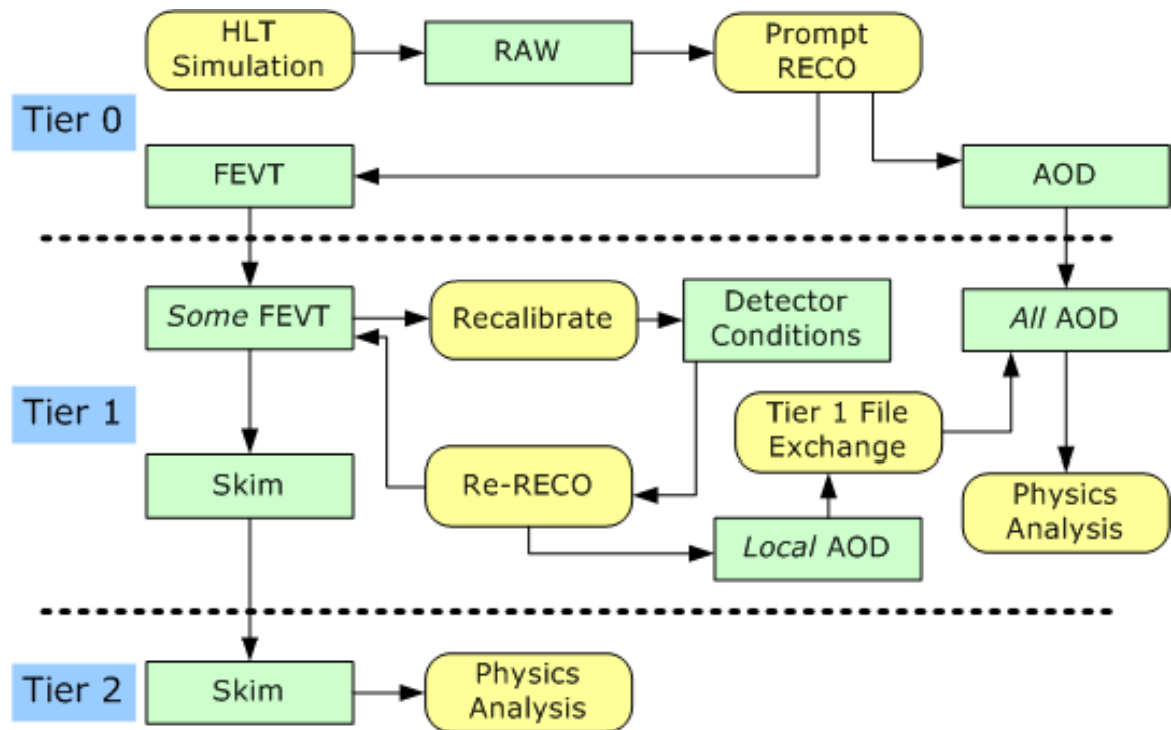 HLT
Simulation
RAW
Prompt
RECO
Tier 0
FEVT
AOD
Some FEVT
Recalibrate
Detector
Conditions
All AOD
Tier 1
Tier 1 File
Exchange
Skim
Re-RECO
Physics
Analysis
Local AOD
Tier 2
Skim
Physics
Analysis